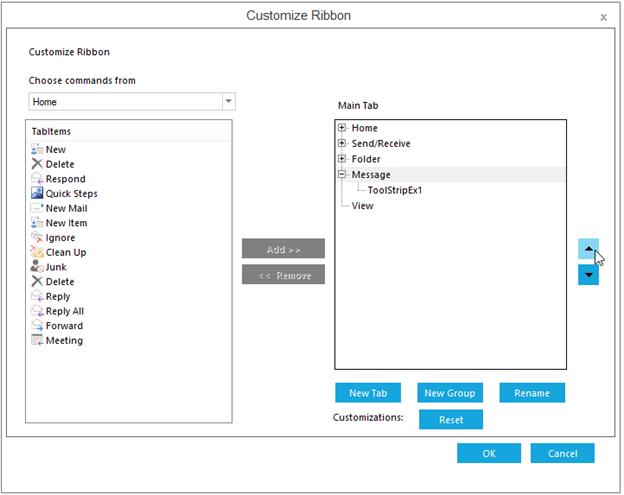 Customize Ribbon
x
Customize Ribbon
Choose commands from
Home
TabItems
New
Delete
Respond
Quick Steps
New Mail
New Item
Ignore
Clean Up
Junk
Delete
Reply
Reply All
Forward
Meeting
Add >>
<< Remove
Main Tab
Home
Send/Receive
Folder
Message
ToolStripEx1
View
New Tab
New Group
Rename
Customizations:
Reset
OK
Cancel